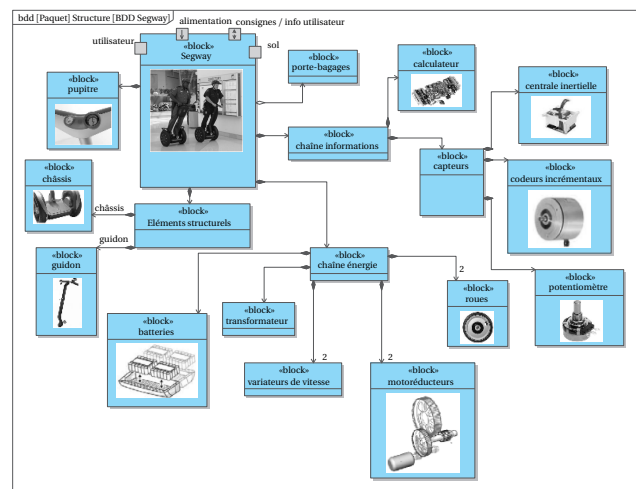 bdd [Paquet] Structure [BDD Segway]
alimentation
consignes / info utilisateur
utilisateur
sol
«block»
Segway
«block»
pupitre
«block»
porte-bagages
«block»
calculateur
«block»
centrale inertielle
«block»
chaîne informations
«block»
capteurs
«block»
codeurs incrémentaux
«block»
châssis
châssis
«block»
Eléments structurels
guidon
«block»
guidon
«block»
chaîne énergie
2
«block»
roues
«block»
potentiomètre
«block»
transformateur
«block»
batteries
2
«block»
variateurs de vitesse
2
«block»
motoréducteurs